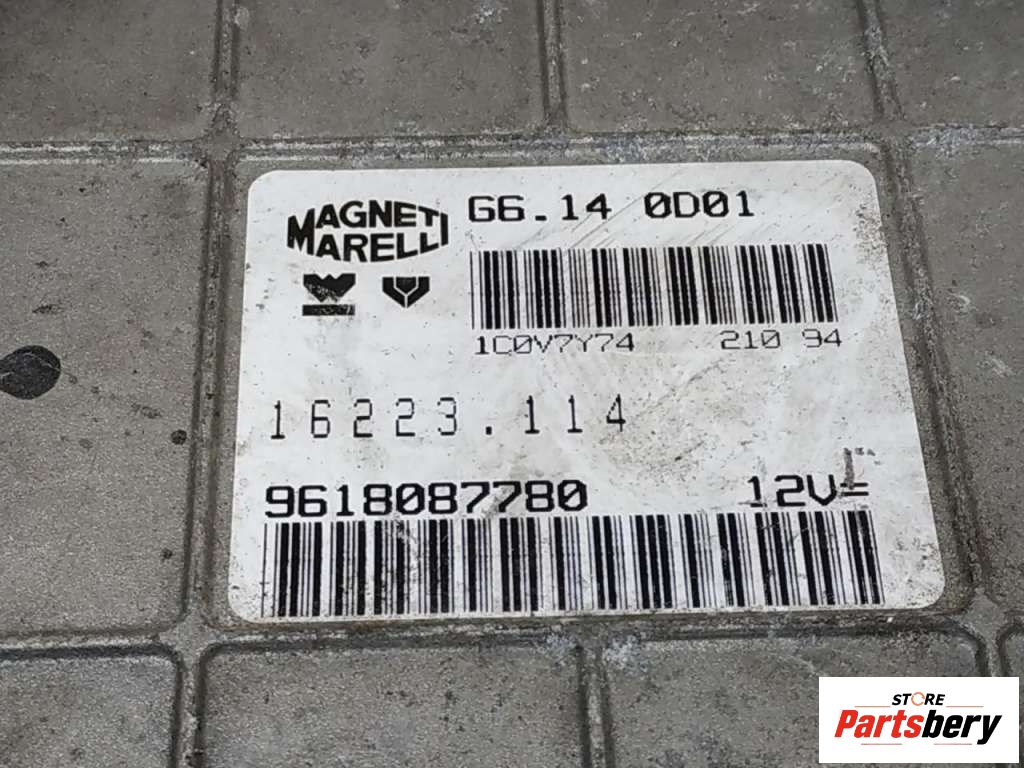 MAGNETI
MARELLI
G6.14 0D01
1C0V7Y74 210 94
16223.114
9618087780 12V=
STORE
Partsbery